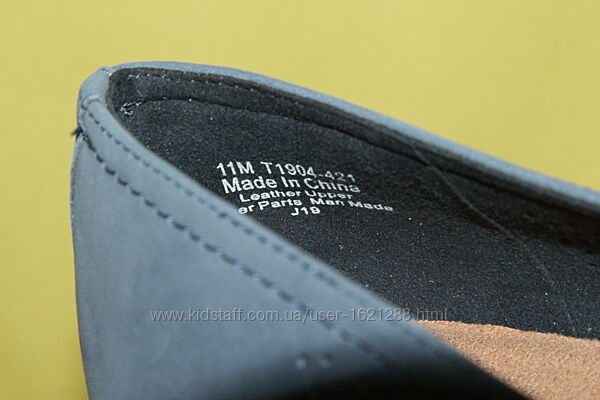 11M T1904-421
Made In China
Leather Upper
er Parts Man Made
J19
www.kidstaff.com.ua/user-1621288.html